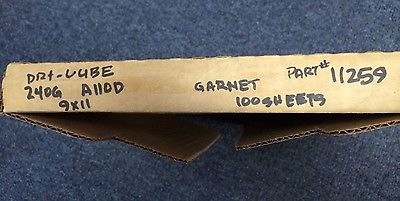 DRI-LUBE
240G A110D
9X11
GARNET
100 SHEETS
PART# 11259